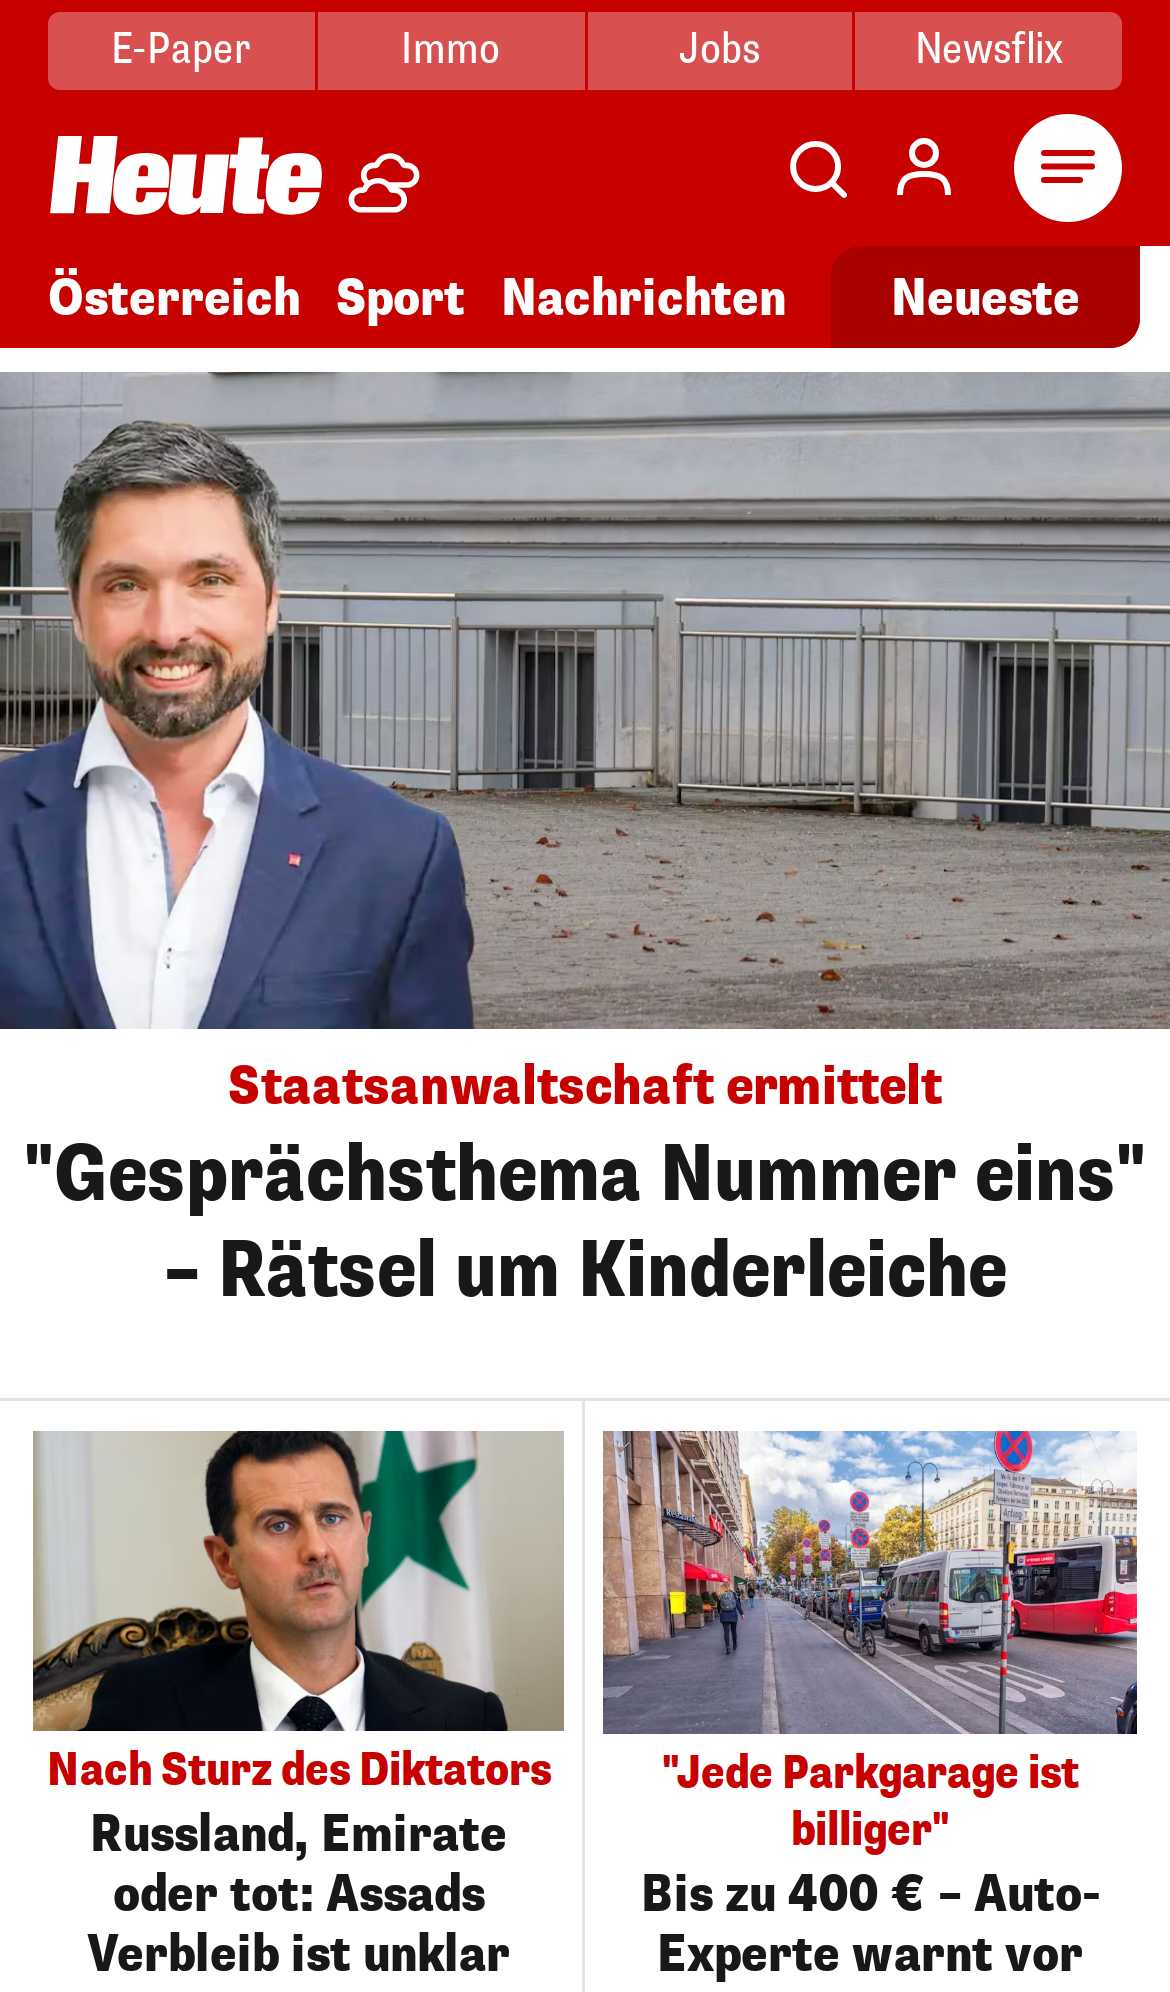 E-Paper
Immo
Jobs
Newsflix
Heute
Österreich
Sport
Nachrichten
Neueste
Staatsanwaltschaft ermittelt
"Gesprächsthema Nummer eins"
– Rätsel um Kinderleiche
Nach Sturz des Diktators
Russland, Emirate
oder tot: Assads
Verbleib ist unklar
Restaurant
Anfang
"Jede Parkgarage ist
billiger"
Bis zu 400 € – Auto-
Experte warnt vor